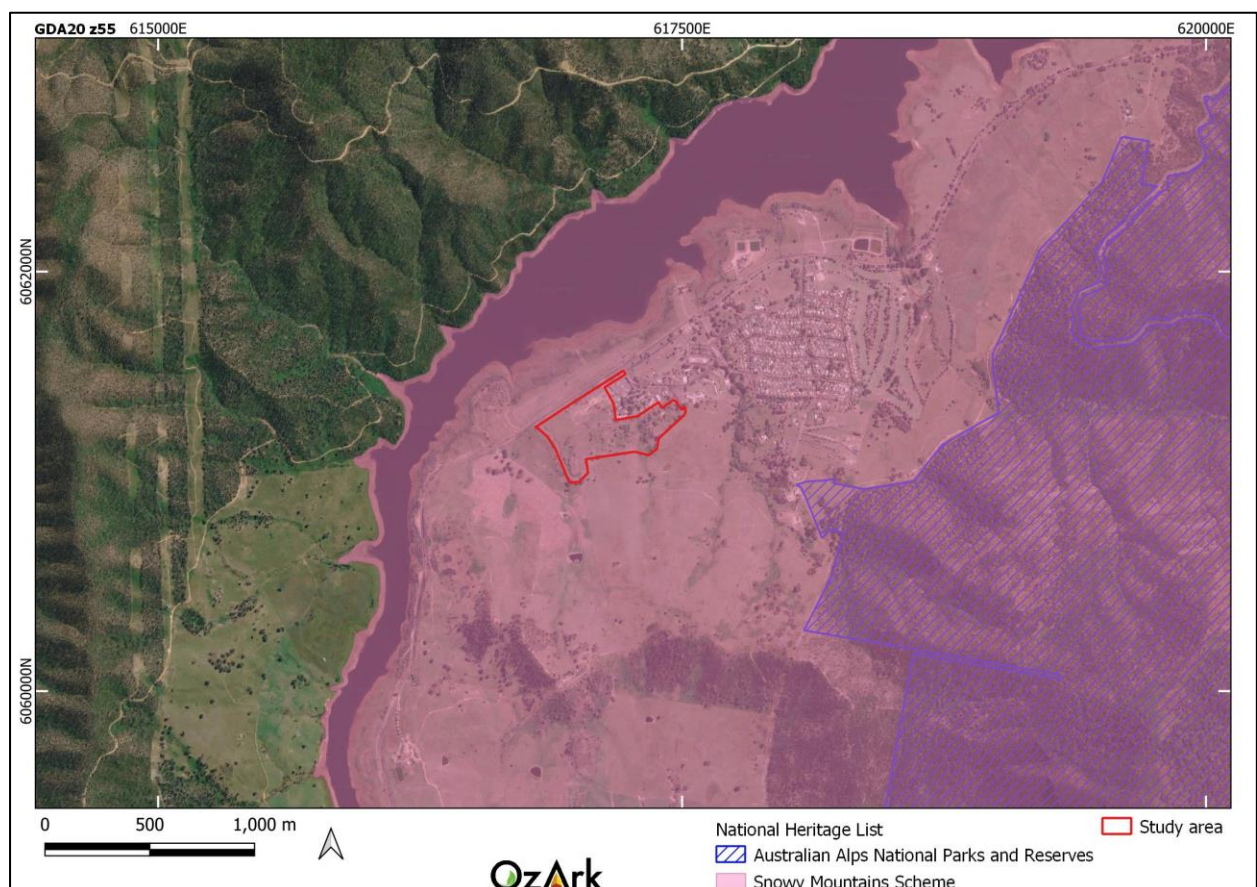 GDA20 z55 615000E 617500E 620000E
6062000N
6060000N
0 500 1,000 m
OzArk
National Heritage List
Study area
Australian Alps National Parks and Reserves
Snowy Mountains Scheme